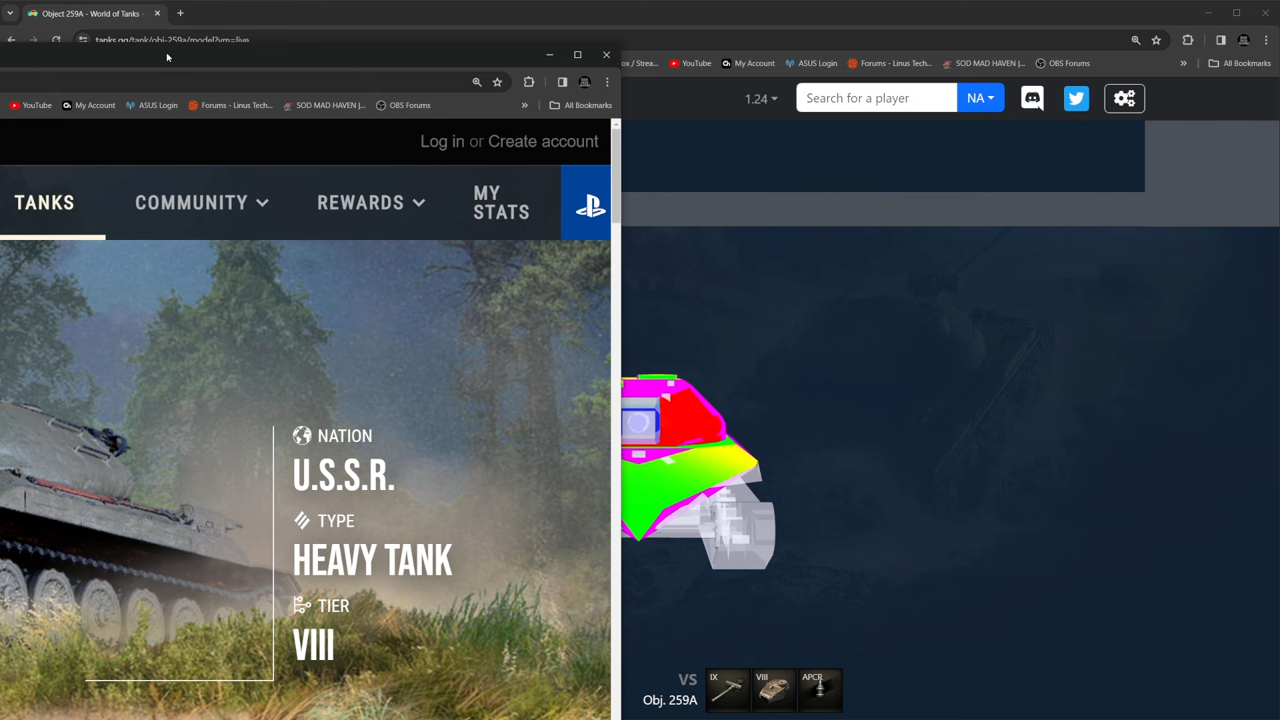 Object 259A - World of Tanks -
tanks.gg/tank/obj-259a/model?vm=live
ox / Strea...
YouTube
My Account
ASUS Login
Forums - Linus Tech...
SOD MAD HAVEN |...
OBS Forums
»
All Bookmarks
YouTube
My Account
ASUS Login
Forums - Linus Tech...
SOD MAD HAVEN |...
OBS Forums
»
All Bookmarks
1.24
Search for a player
NA
Log in or Create account
TANKS
COMMUNITY
REWARDS
MY
STATS
NATION
U.S.S.R.
TYPE
HEAVY TANK
TIER
VIII
VS
Obj. 259A
IX
VIII
APCR